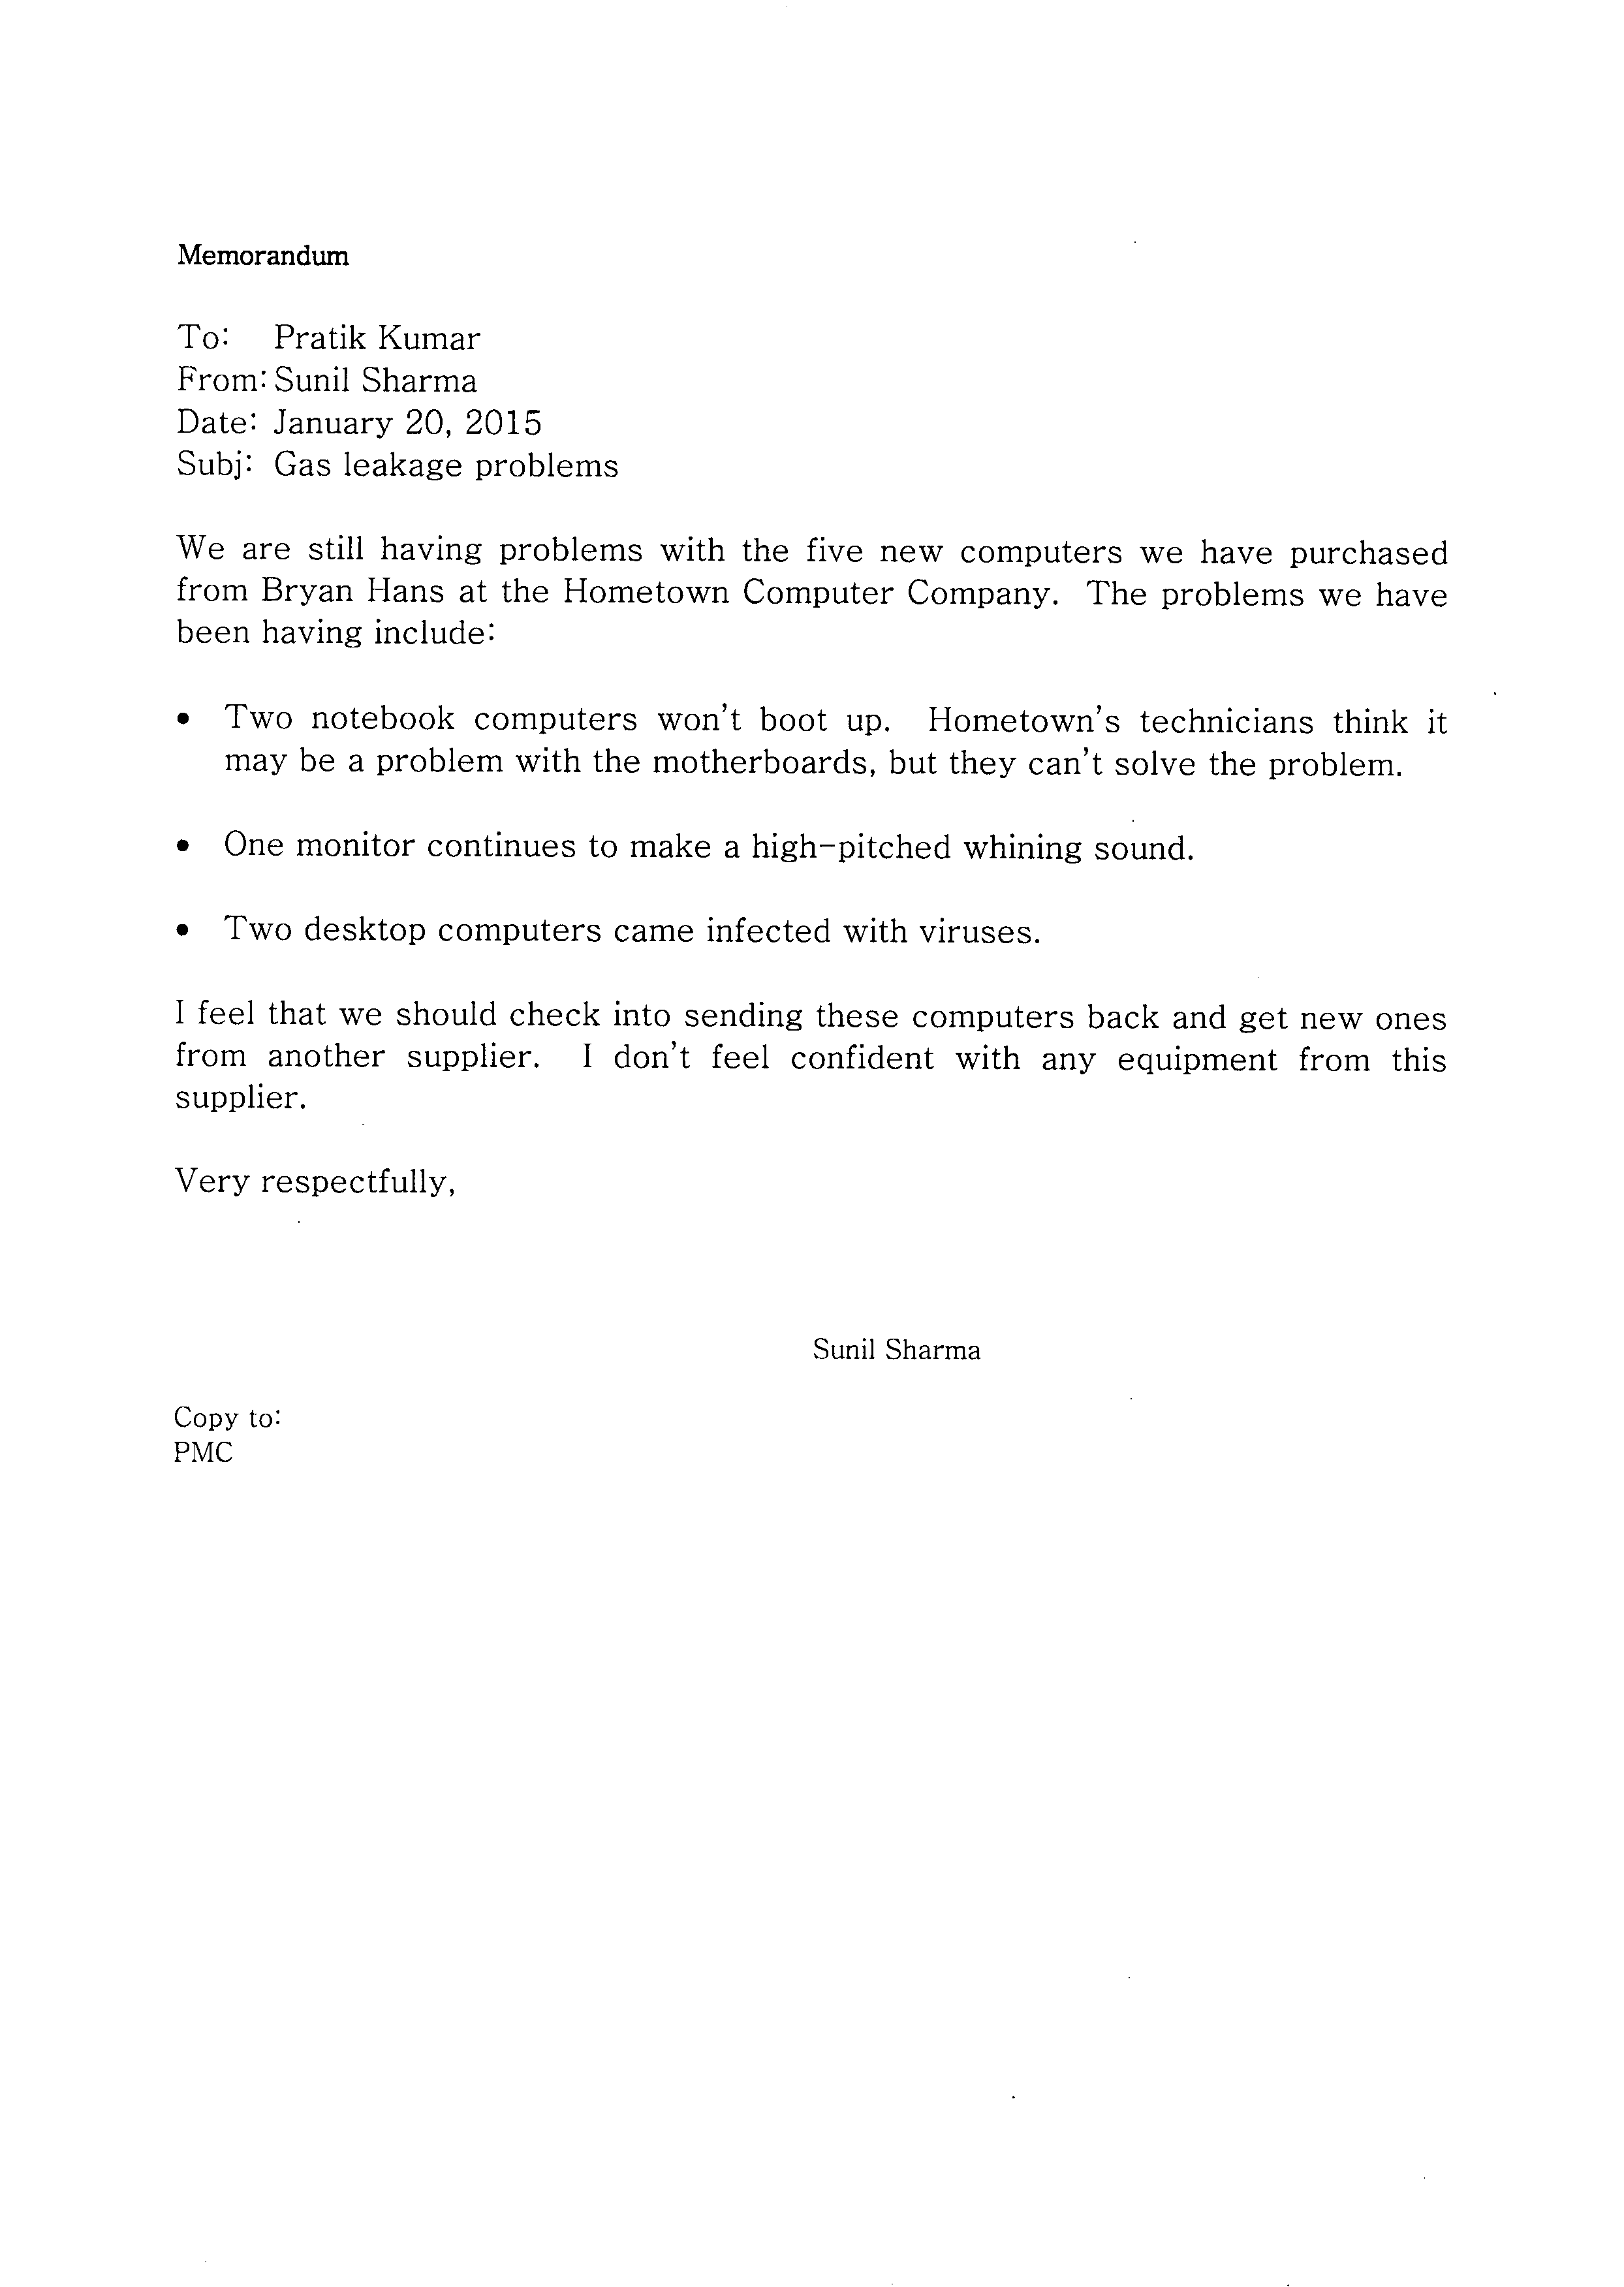 Memorandum
To: Pratik Kumar
From: Sunil Sharma
Date: January 20, 2015
Subj: Gas leakage problems
We are still having problems with the five new computers we have purchased
from Bryan Hans at the Hometown Computer Company. The problems we have
been having include:
• Two notebook computers won't boot up. Hometown's technicians think it
may be a problem with the motherboards, but they can't solve the problem.
• One monitor continues to make a high-pitched whining sound.
• Two desktop computers came infected with viruses.
I feel that we should check into sending these computers back and get new ones
from another supplier. I don't feel confident with any equipment from this
supplier.
Very respectfully,
Sunil Sharma
Copy to:
PMC